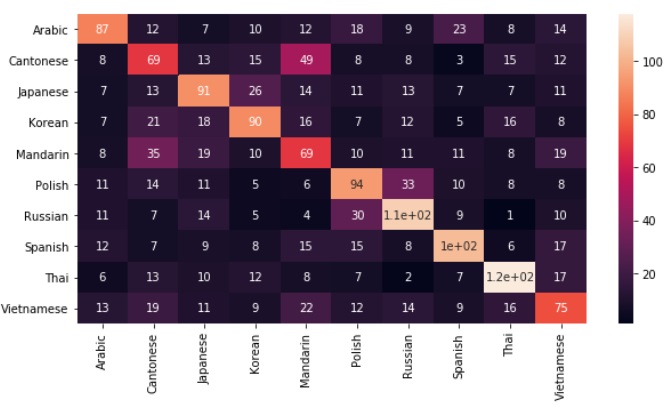 Arabic 87 12 7 10 12 18 9 23 8 14
Cantonese 8 69 13 15 49 8 8 3 15 12
Japanese 7 13 91 26 14 11 13 7 7 11
Korean 7 21 18 90 16 7 12 5 16 8
Mandarin 8 35 19 10 69 10 11 11 8 19
Polish 11 14 11 5 6 94 33 10 8 8
Russian 11 7 14 5 4 30 1.1e+02 9 1 10
Spanish 12 7 9 8 15 15 8 1e+02 6 17
Thai 6 13 10 12 8 7 2 7 1.2e+02 17
Vietnamese 13 19 11 9 22 12 14 9 16 75
Arabic Cantonese Japanese Korean Mandarin Polish Russian Spanish Thai Vietnamese
100
80
60
40
20